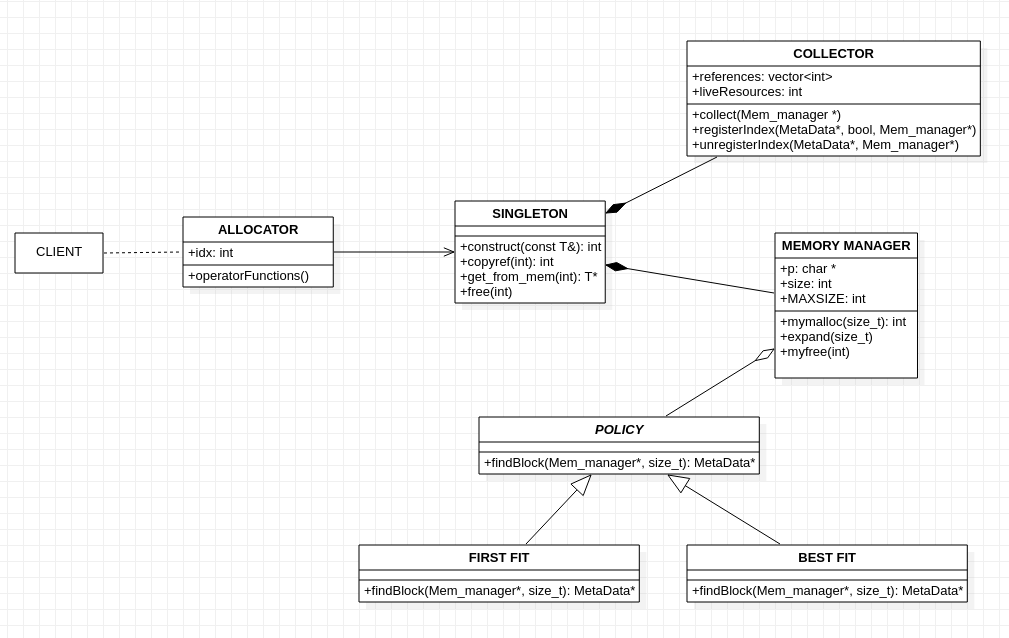 COLLECTOR
+references: vector<int>
+liveResources: int
+collect(Mem_manager *)
+registerIndex(MetaData*, bool, Mem_manager*)
+unregisterIndex(MetaData*, Mem_manager*)
SINGLETON
+construct(const T&): int
+copyref(int): int
+get_from_mem(int): T*
+free(int)
ALLOCATOR
+idx: int
+operatorFunctions()
CLIENT
MEMORY MANAGER
+p: char *
+size: int
+MAXSIZE: int
+mymalloc(size_t): int
+expand(size_t)
+myfree(int)
POLICY
+findBlock(Mem_manager*, size_t): MetaData*
FIRST FIT
+findBlock(Mem_manager*, size_t): MetaData*
BEST FIT
+findBlock(Mem_manager*, size_t): MetaData*